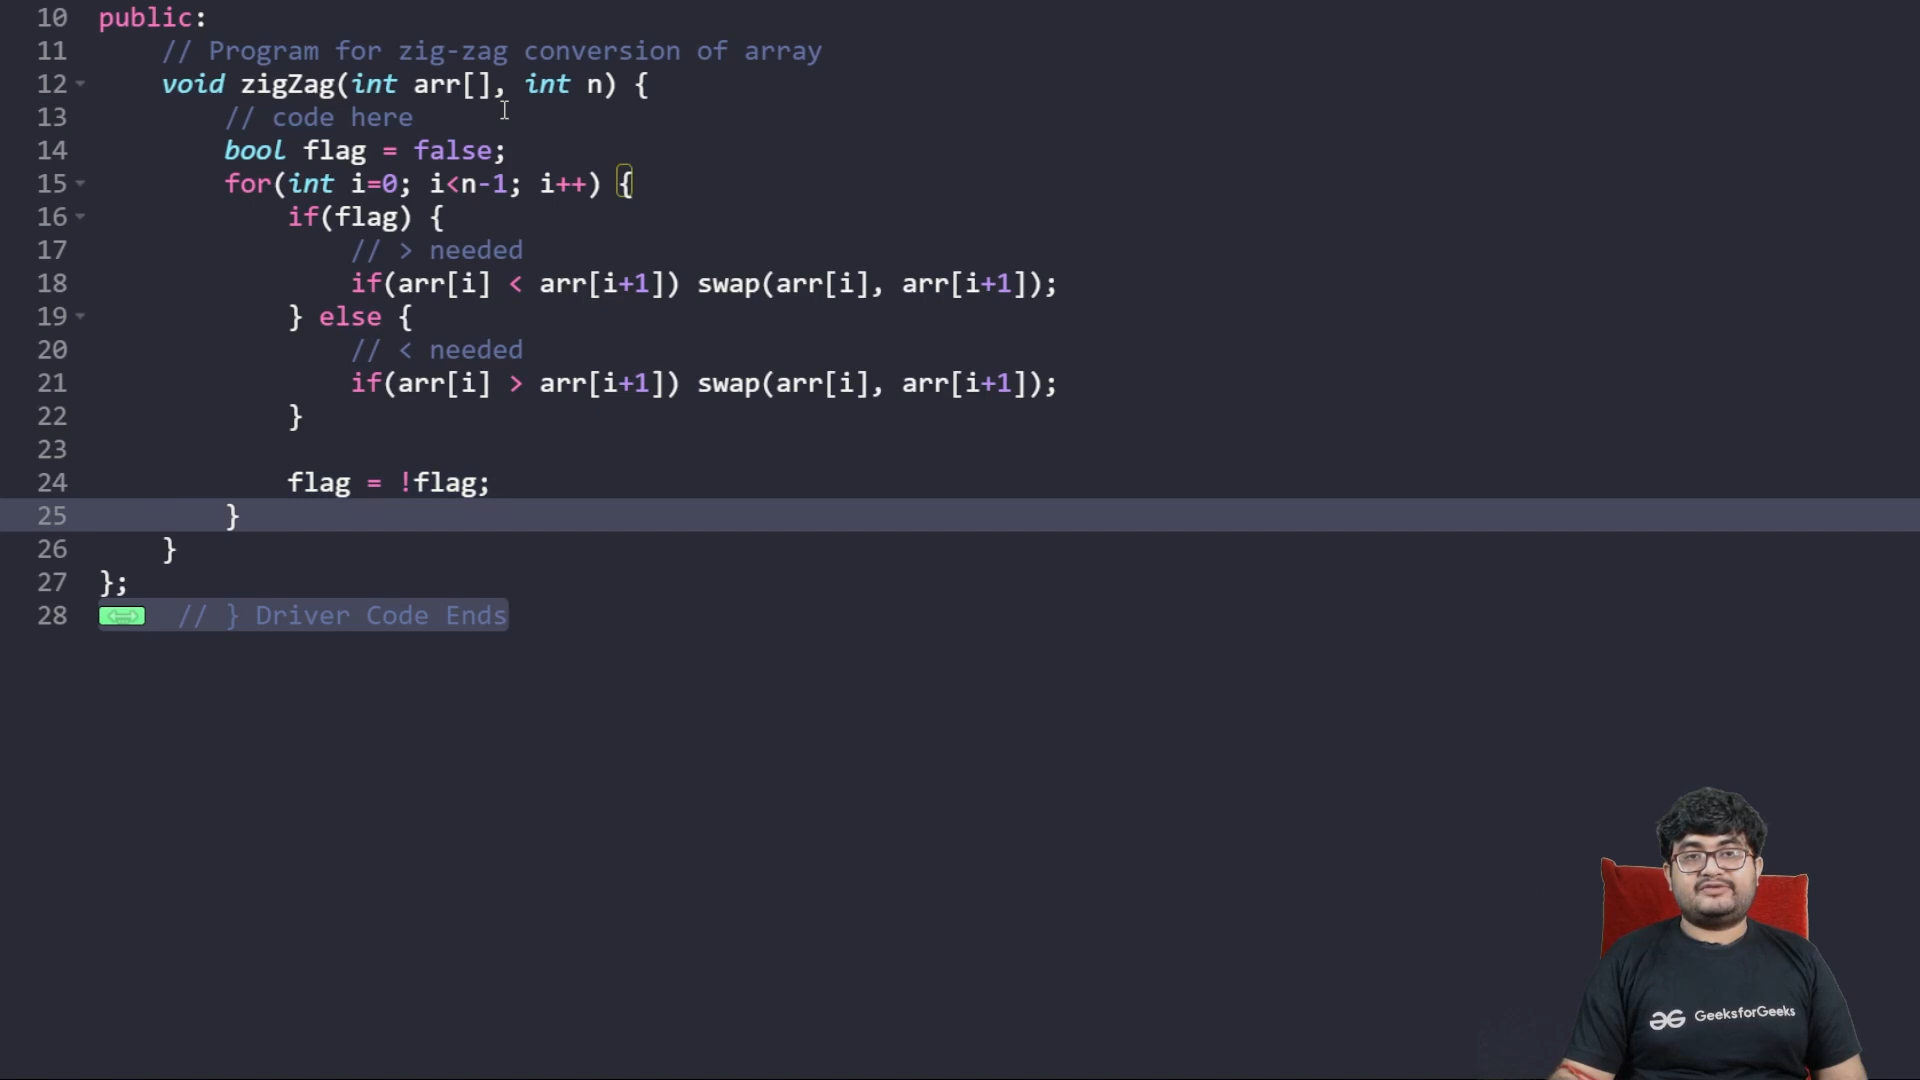 10 public:
11 // Program for zig-zag conversion of array
12 void zigZag(int arr[], int n) {
13 // code here
14 bool flag = false;
15 for(int i=0; i<n-1; i++) {
16 if(flag) {
17 // > needed
18 if(arr[i] < arr[i+1]) swap(arr[i], arr[i+1]);
19 } else {
20 // < needed
21 if(arr[i] > arr[i+1]) swap(arr[i], arr[i+1]);
22 }
23
24 flag = !flag;
25 }
26 }
27 };
28 // } Driver Code Ends
GeeksforGeeks